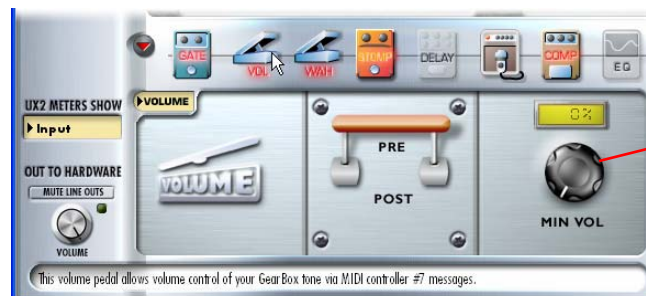 GATE
VOL
WAH
STOMP
DELAY
COMP
EQ
UX2 METERS SHOW
Input
VOLUME
0%
VOLUME
PRE
POST
MIN VOL
OUT TO HARDWARE
MUTE LINE OUTS
VOLUME
This volume pedal allows volume control of your GearBox tone via MIDI controller #7 messages.